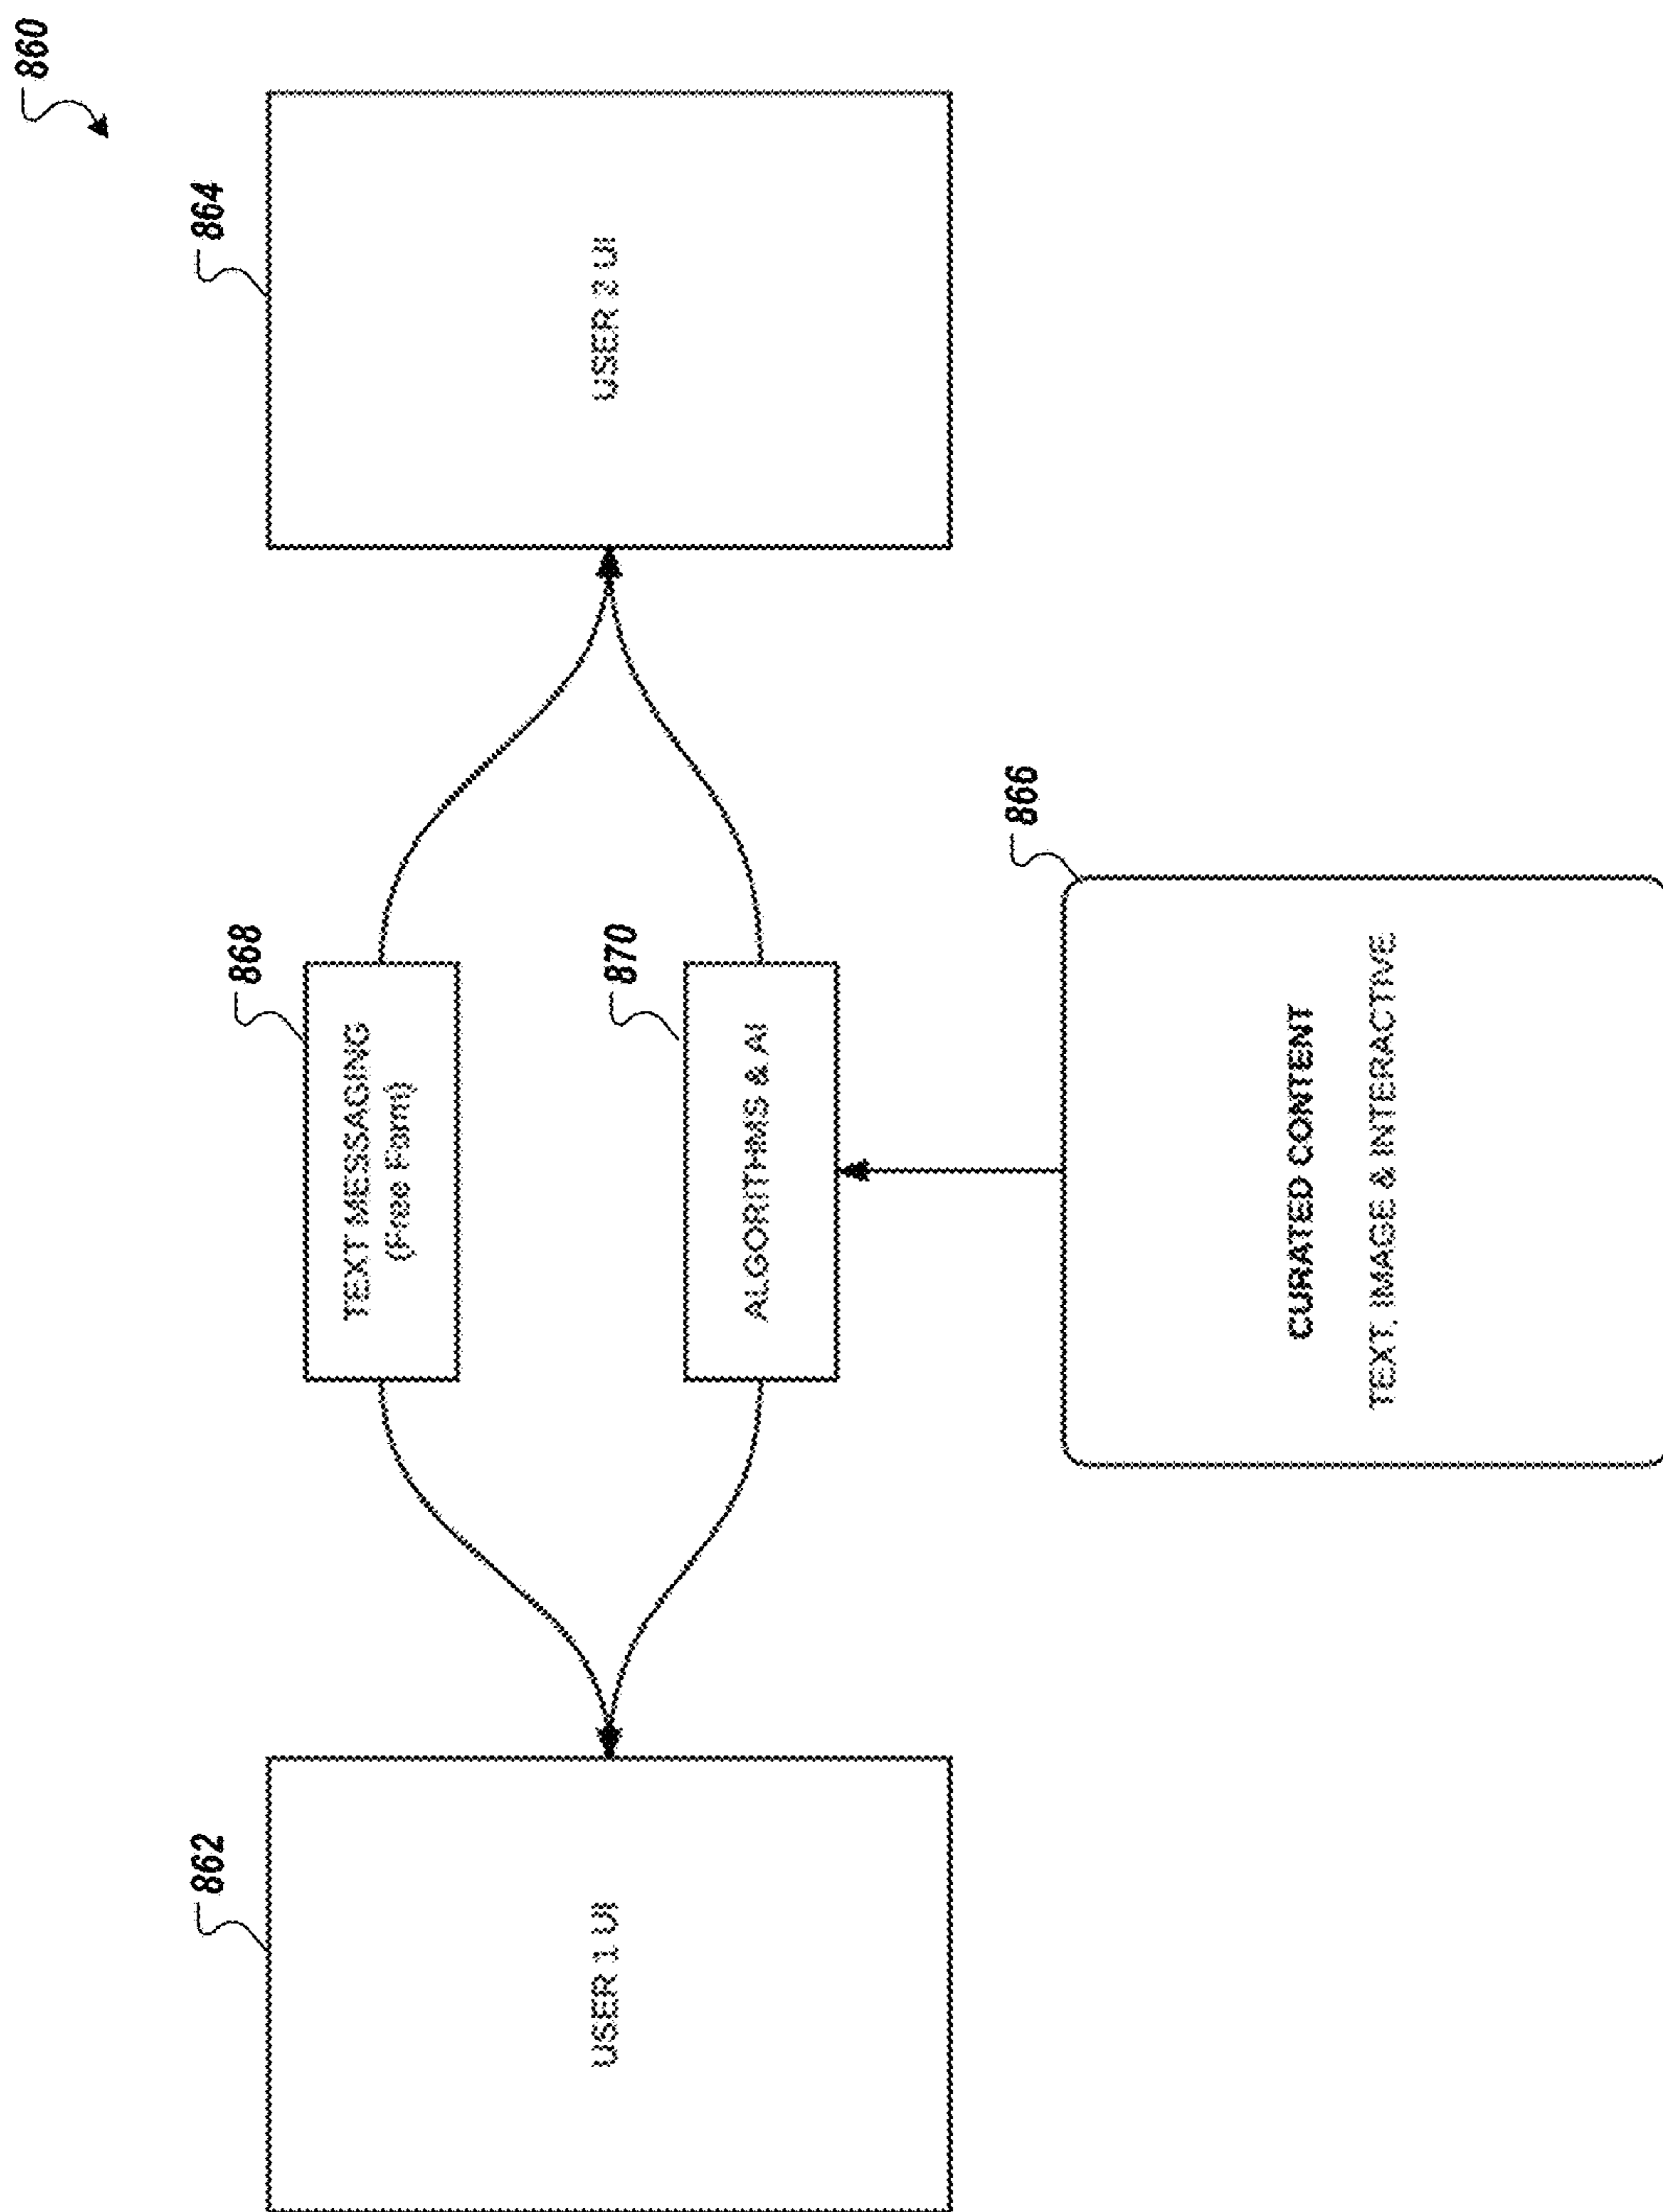 860
862
USER 1 UI
868
TEXT MESSAGING
(Free Form)
870
ALGORITHMS & AI
864
USER 2 UI
866
CURATED CONTENT
TEXT, IMAGE & INTERACTIVE